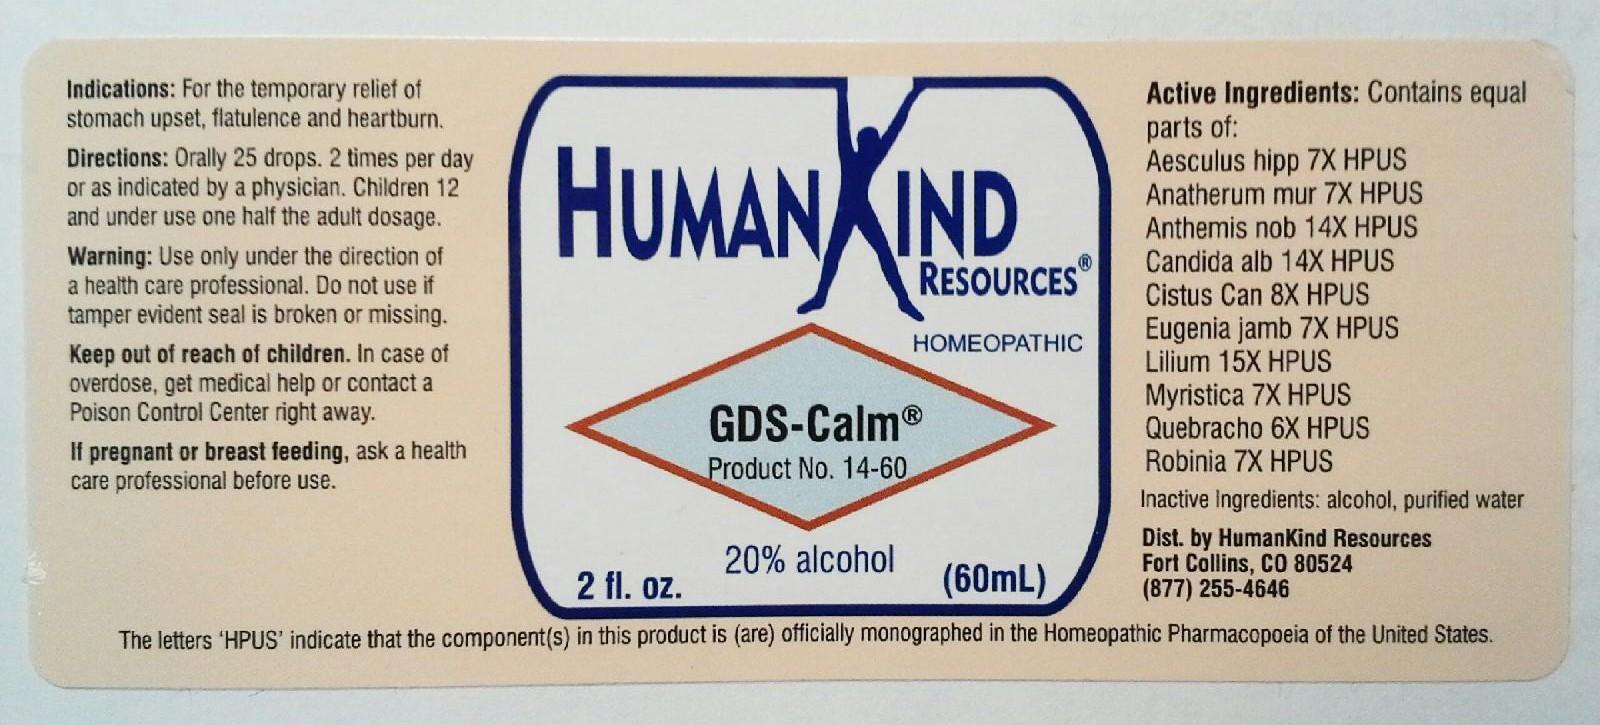 Indications: For the temporary relief of
stomach upset, flatulence and heartburn.
Directions: Orally 25 drops. 2 times per day
or as indicated by a physician. Children 12
and under use one half the adult dosage.
Warning: Use only under the direction of
a health care professional. Do not use if
tamper evident seal is broken or missing.
Keep out of reach of children. In case of
overdose, get medical help or contact a
Poison Control Center right away.
If pregnant or breast feeding, ask a health
care professional before use.
HUMANKIND
RESOURCES®
HOMEOPATHIC
GDS-Calm®
Product No. 14-60
20% alcohol
2 fl. oz. (60mL)
Active Ingredients: Contains equal
parts of:
Aesculus hipp 7X HPUS
Anatherum mur 7X HPUS
Anthemis nob 14X HPUS
Candida alb 14X HPUS
Cistus Can 8X HPUS
Eugenia jamb 7X HPUS
Lilium 15X HPUS
Myristica 7X HPUS
Quebracho 6X HPUS
Robinia 7X HPUS
Inactive Ingredients: alcohol, purified water
Dist. by HumanKind Resources
Fort Collins, CO 80524
(877) 255-4646
The letters 'HPUS' indicate that the component(s) in this product is (are) officially monographed in the Homeopathic Pharmacopoeia of the United States.